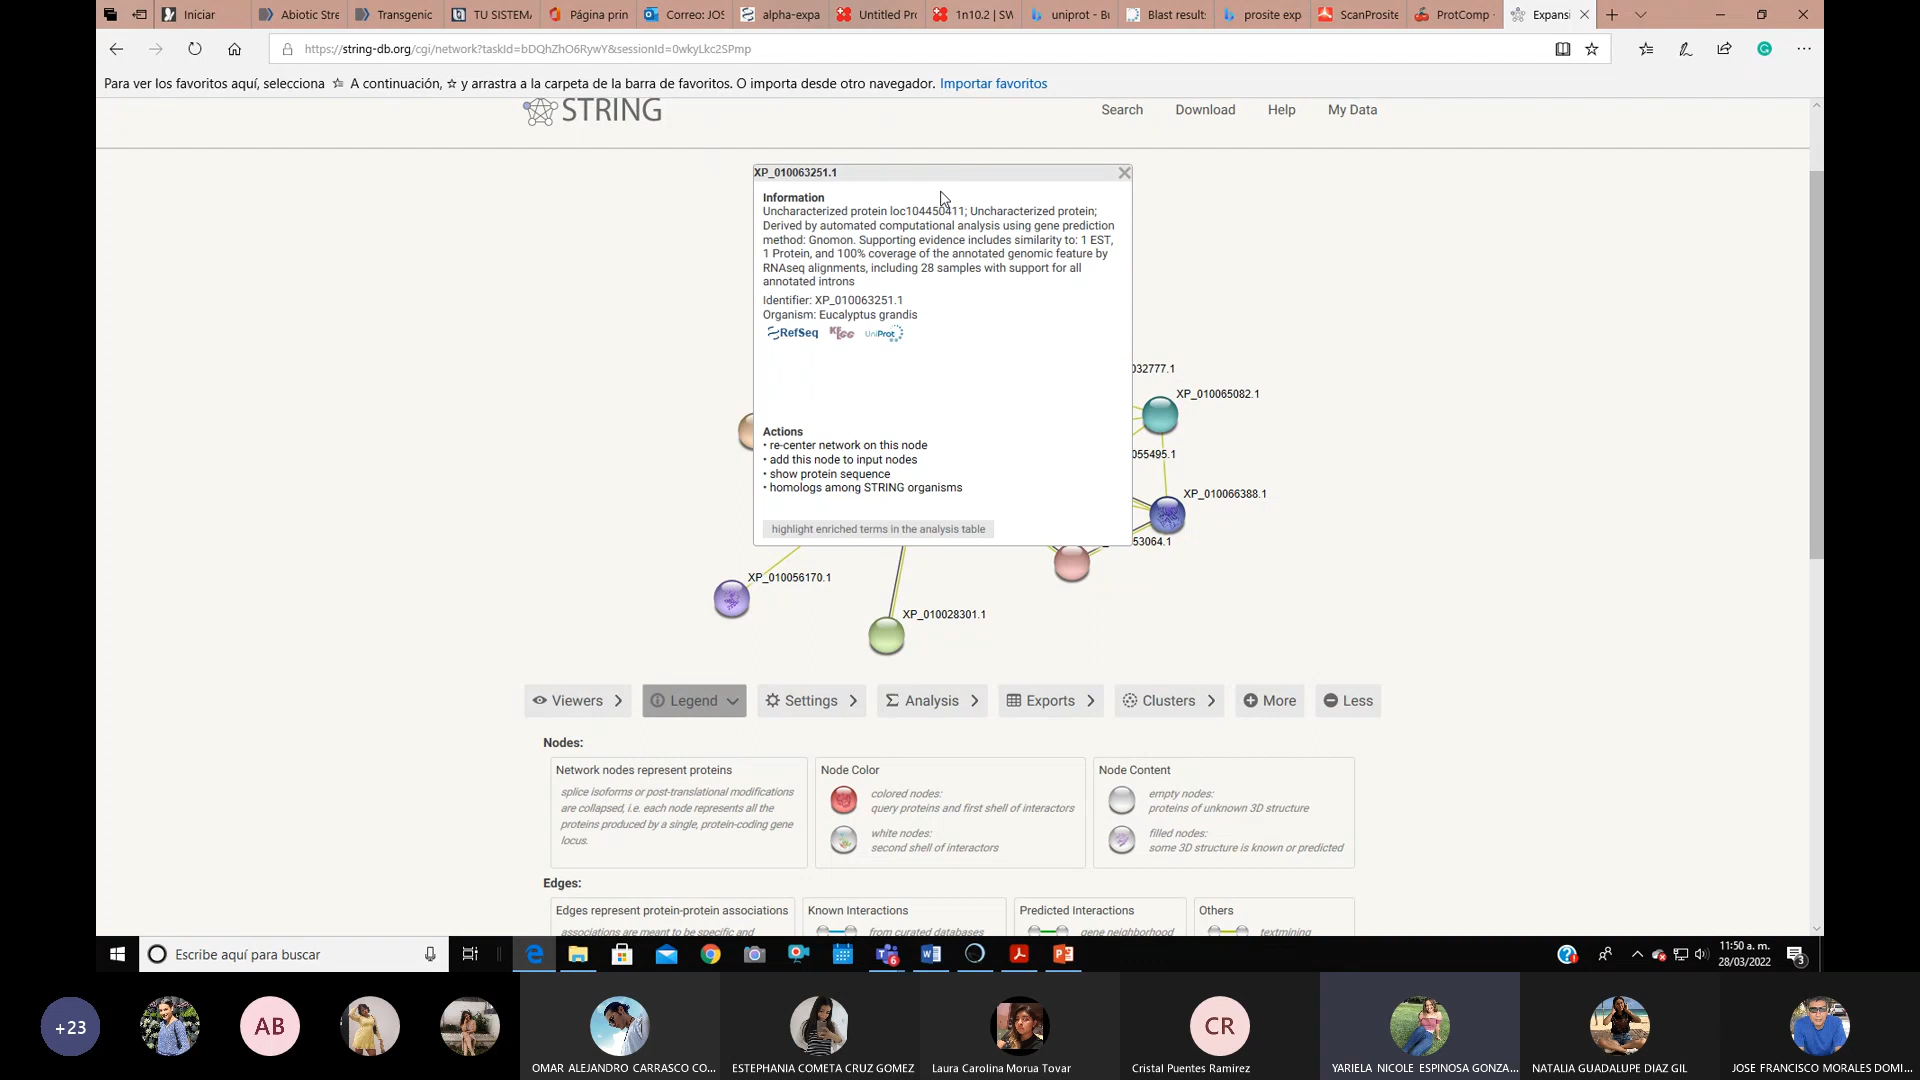 Iniciar
Abiotic Stre
Transgenic
TU SISTEMA
Página prin
Correo: JOS
alpha-expa
Untitled Pro
1n10.2 | SW
uniprot - Bu
Blast results
prosite exp
ScanProsite
ProtComp -
Expansi
https://string-db.org/cgi/network?taskId=bDQhZhO6RywY&sessionId=0wkyLkc2SPmp
Para ver los favoritos aquí, selecciona ☆ A continuación, ☆ y arrastra a la carpeta de la barra de favoritos. O importa desde otro navegador. Importar favoritos
STRING
Search
Download
Help
My Data
XP_010063251.1
Information
Uncharacterized protein loc104450411; Uncharacterized protein;
Derived by automated computational analysis using gene prediction
method: Gnomon. Supporting evidence includes similarity to: 1 EST,
1 Protein, and 100% coverage of the annotated genomic feature by
RNAseq alignments, including 28 samples with support for all
annotated introns
Identifier: XP_010063251.1
Organism: Eucalyptus grandis
RefSeq KEGG UniProt
032777.1
XP_010065082.1
Actions
• re-center network on this node
• add this node to input nodes
• show protein sequence
• homologs among STRING organisms
055495.1
XP_010066388.1
highlight enriched terms in the analysis table
53064.1
XP_010056170.1
XP_010028301.1
Viewers
Legend
Settings
Analysis
Exports
Clusters
More
Less
Nodes:
Network nodes represent proteins
splice isoforms or post-translational modifications
are collapsed, i.e. each node represents all the
proteins produced by a single, protein-coding gene
locus.
Node Color
colored nodes:
query proteins and first shell of interactors
white nodes:
second shell of interactors
Node Content
empty nodes:
proteins of unknown 3D structure
filled nodes:
some 3D structure is known or predicted
Edges:
Edges represent protein-protein associations
associations are meant to be specific and
Known Interactions
from curated databases
Predicted Interactions
gene neighborhood
Others
textmining
Escribe aquí para buscar
11:50 a. m.
28/03/2022
3
+23
AB
CR
OMAR ALEJANDRO CARRASCO CO...
ESTEPHANIA COMETA CRUZ GOMEZ
Laura Carolina Morua Tovar
Cristal Puentes Ramirez
YARIELA NICOLE ESPINOSA GONZA...
NATALIA GUADALUPE DIAZ GIL
JOSE FRANCISCO MORALES DOMI...